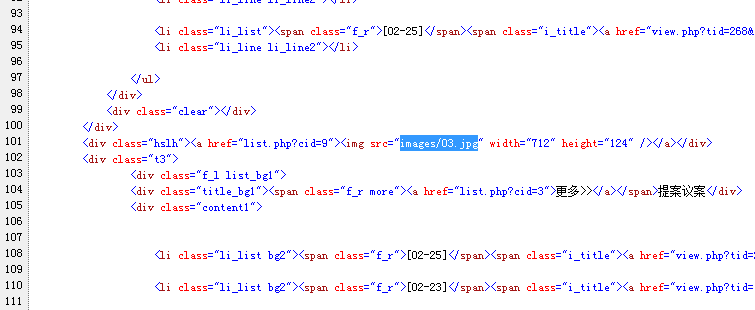 93
94 <li class="li_list"><span class="f_r">[02-25]</span><span class="i_title"><a href="view.php?tid=268&
95 <li class="li_line li_line2"></li>
96
97 </ul>
98 </div>
99 <div class="clear"></div>
100 </div>
101 <div class="hslh"><a href="list.php?cid=9"><img src="images/03.jpg" width="712" height="124" /></a></div>
102 <div class="t3">
103 <div class="f_l list_bg1">
104 <div class="title_bg1"><span class="f_r more"><a href="list.php?cid=3">更多>></a></span>提案议案</div>
105 <div class="content1">
106
107
108 <li class="li_list bg2"><span class="f_r">[02-25]</span><span class="i_title"><a href="view.php?tid=
109
110 <li class="li_list bg2"><span class="f_r">[02-23]</span><span class="i_title"><a href="view.php?tid=
111